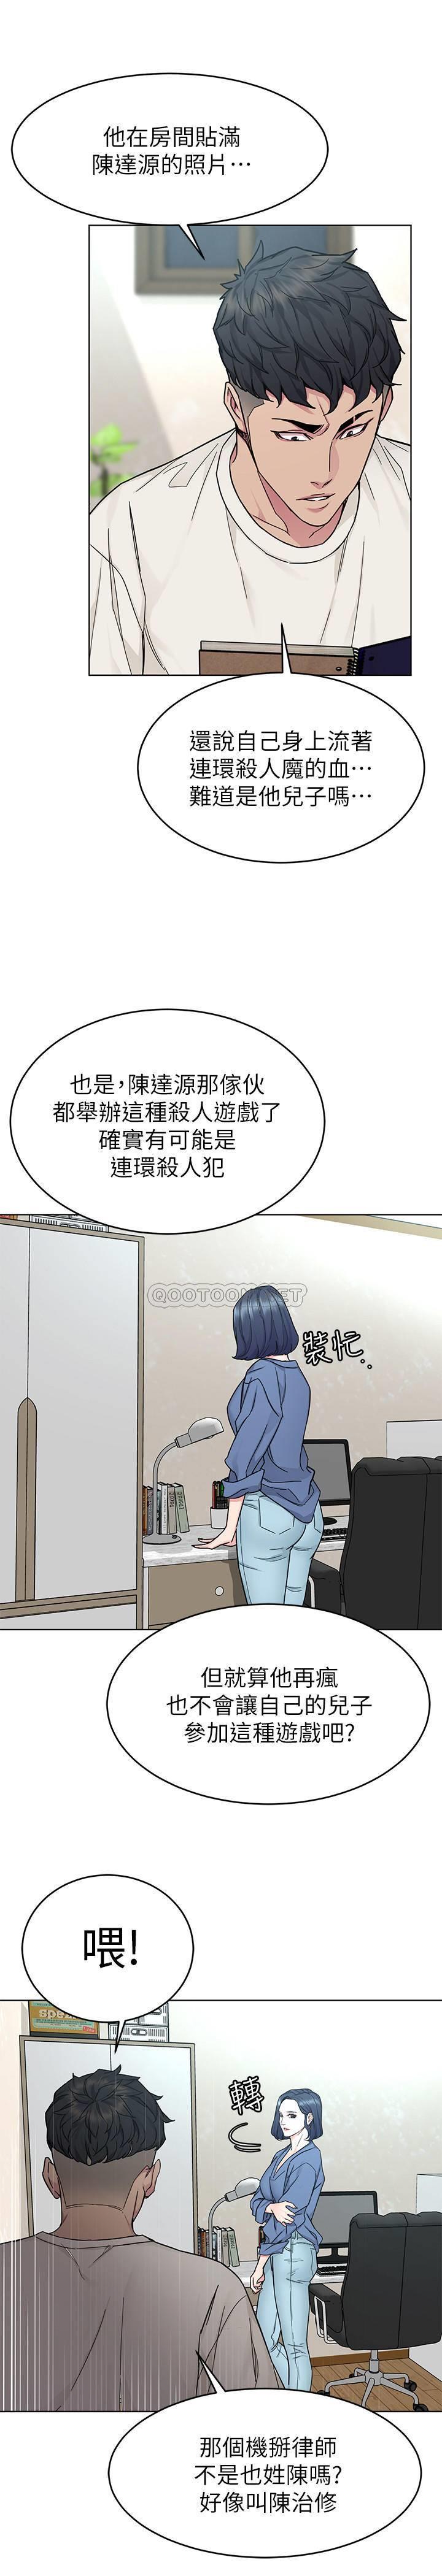 他在房間貼滿
陳達源的照片…
還說自己身上流著
連環殺人魔的血…
難道是他兒子嗎…
也是,陳達源那傢伙
都舉辦這種殺人遊戲了
確實有可能是
連環殺人犯
QOOTOON.NET
裝忙
但就算他再瘋
也不會讓自己的兒子
參加這種遊戲吧?
喂!
轉
那個機掰律師
不是也姓陳嗎?
好像叫陳治修